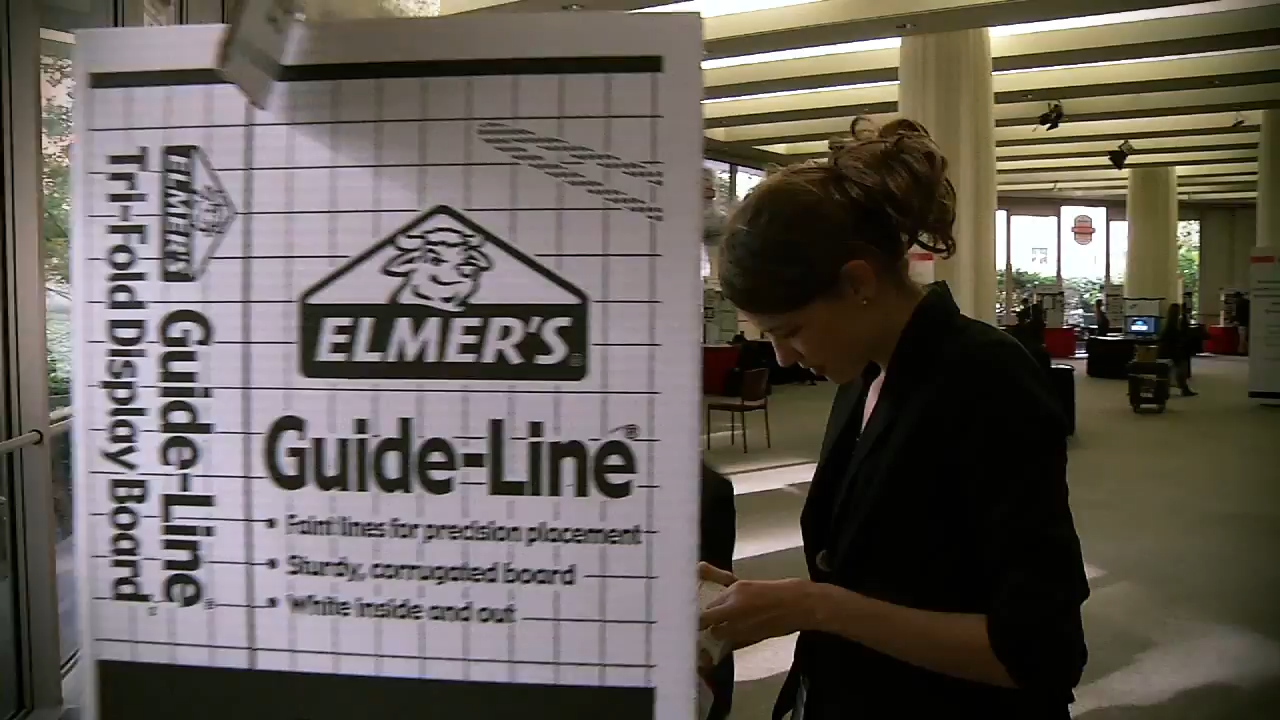 ELMER'S
Guide-Line
Tri-Fold Display Board
ELMER'S®
Guide-Line®
• Faint lines for precision placement
• Sturdy, corrugated board
• White inside and out